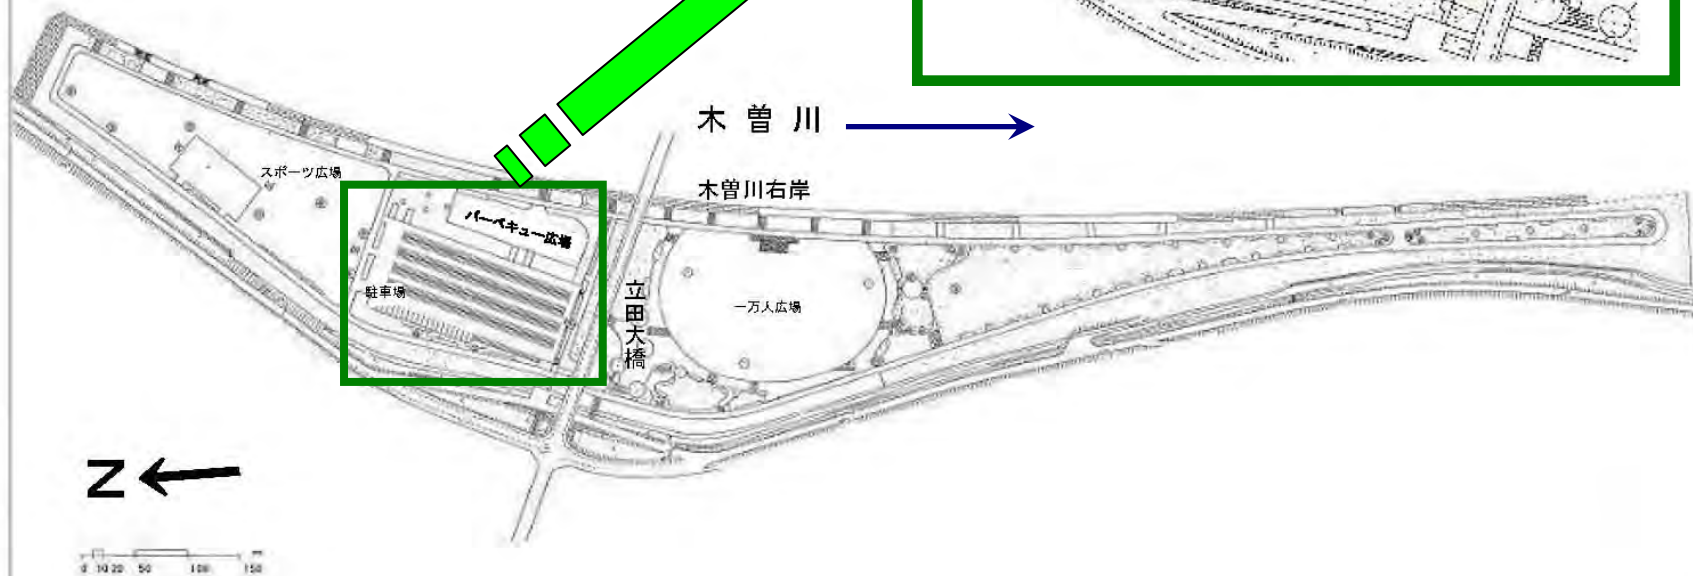 木曽川
木曽川右岸
スポーツ広場
バーベキュー広場
駐車場
立田大橋
一万人広場
N
0 10 20 50 100 150 m